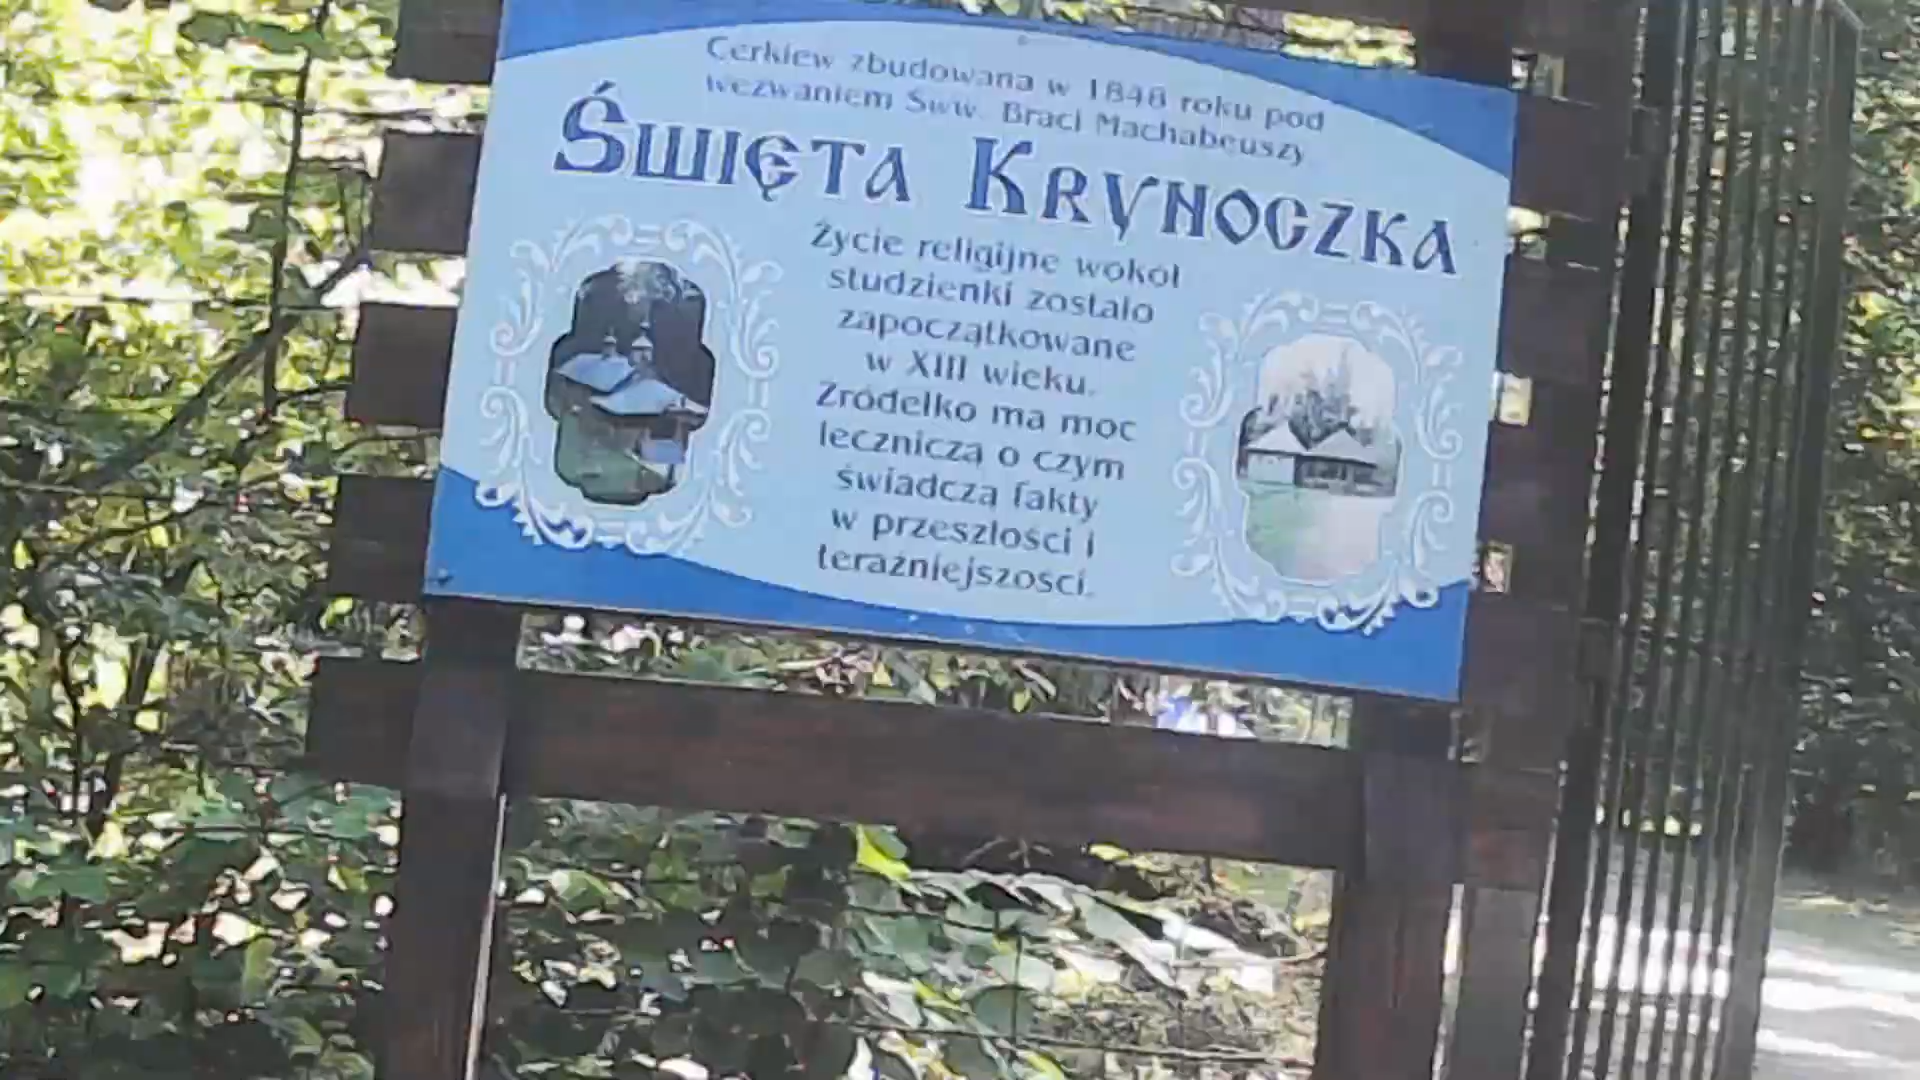 Cerkiew zbudowana w 1848 roku pod
wezwaniem Św.w. Braci Machabeuszy
Święta Krynoczka
Życie religijne wokół
studzienki zostało
zapoczątkowane
w XIII wieku.
Źródełko ma moc
leczniczą o czym
świadczą fakty
w przeszłości i
teraźniejszości.